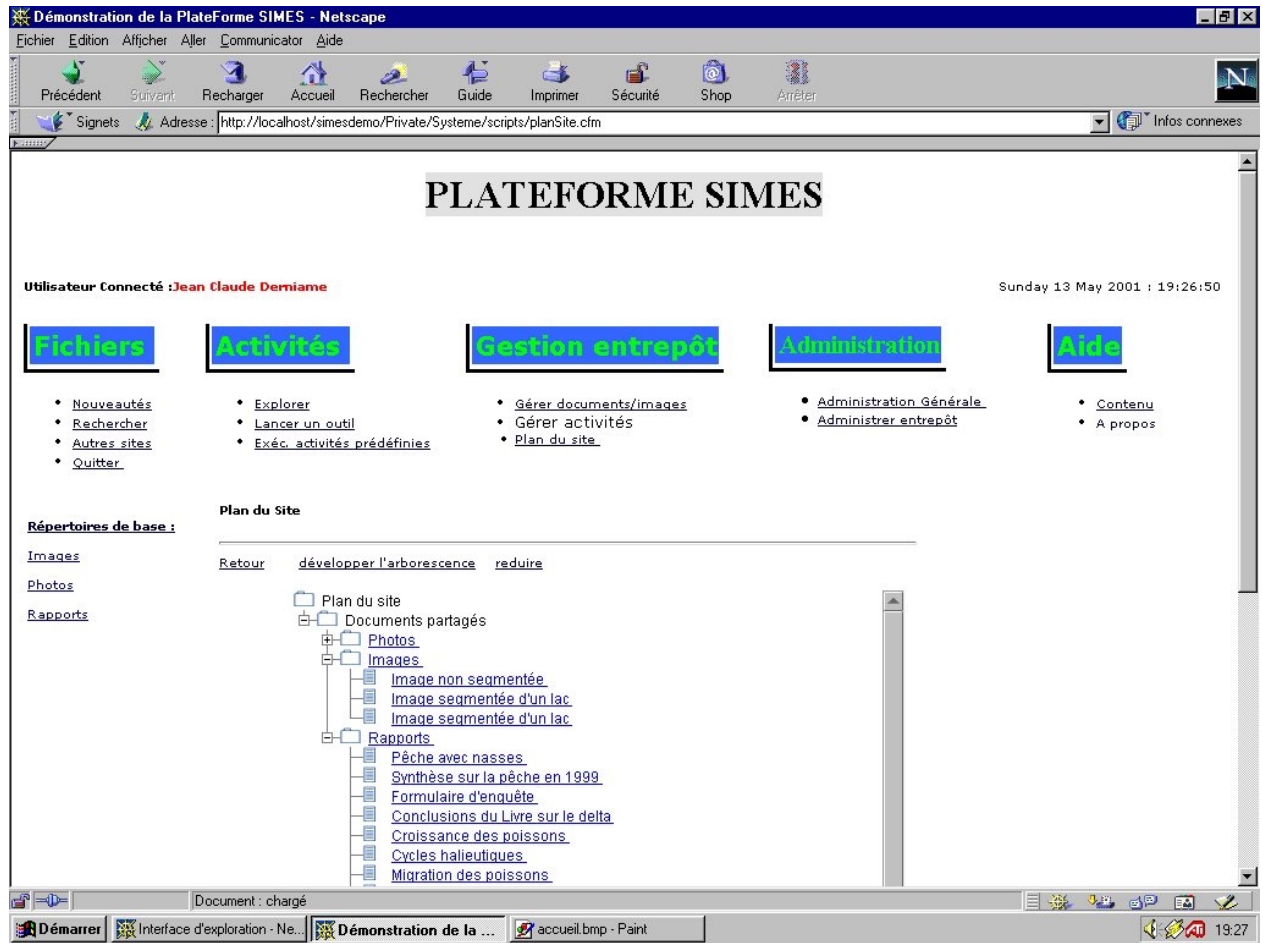 Démonstration de la PlateForme SIMES - Netscape
Fichier Edition Afficher Aller Communicator Aide
Précédent Suivant Recharger Accueil Rechercher Guide Imprimer Sécurité Shop Arrêter
N
Signets Adresse : http://localhost/simesdemo/Private/Systeme/scripts/planSite.cfm Infos connexes
PLATEFORME SIMES
Utilisateur Connecté :Jean Claude Derniame Sunday 13 May 2001 : 19:26:50
Fichiers Activités Gestion entrepôt Administration Aide
Nouveautés
Rechercher
Autres sites
Quitter
Explorer
Lancer un outil
Exéc. activités prédéfinies
Gérer documents/images
Gérer activités
Plan du site
Administration Générale
Administrer entrepôt
Contenu
A propos
Répertoires de base :
Images
Photos
Rapports
Plan du Site
Retour développer l'arborescence reduire
Plan du site
Documents partagés
Photos
Images
Image non segmentée
Image segmentée d'un lac
Image segmentée d'un lac
Rapports
Pêche avec nasses
Synthèse sur la pêche en 1999
Formulaire d'enquête
Conclusions du Livre sur le delta
Croissance des poissons
Cycles halieutiques
Migration des poissons
Document : chargé
Démarrer Interface d'exploration - Ne... Démonstration de la ... accueil.bmp - Paint 19:27